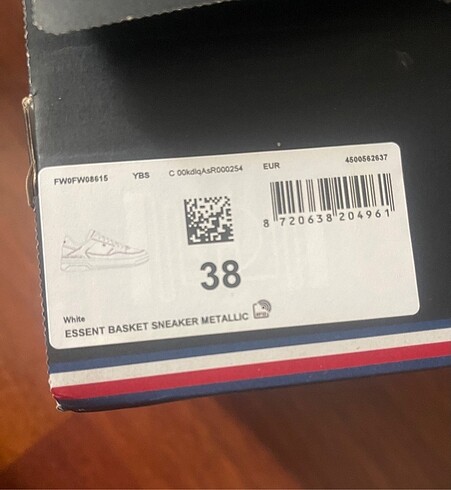 FW0FW08615 YBS C 00kdlqAsR000254 EUR 4500562637
8 720638 204961
38
White
ESSENT BASKET SNEAKER METALLIC